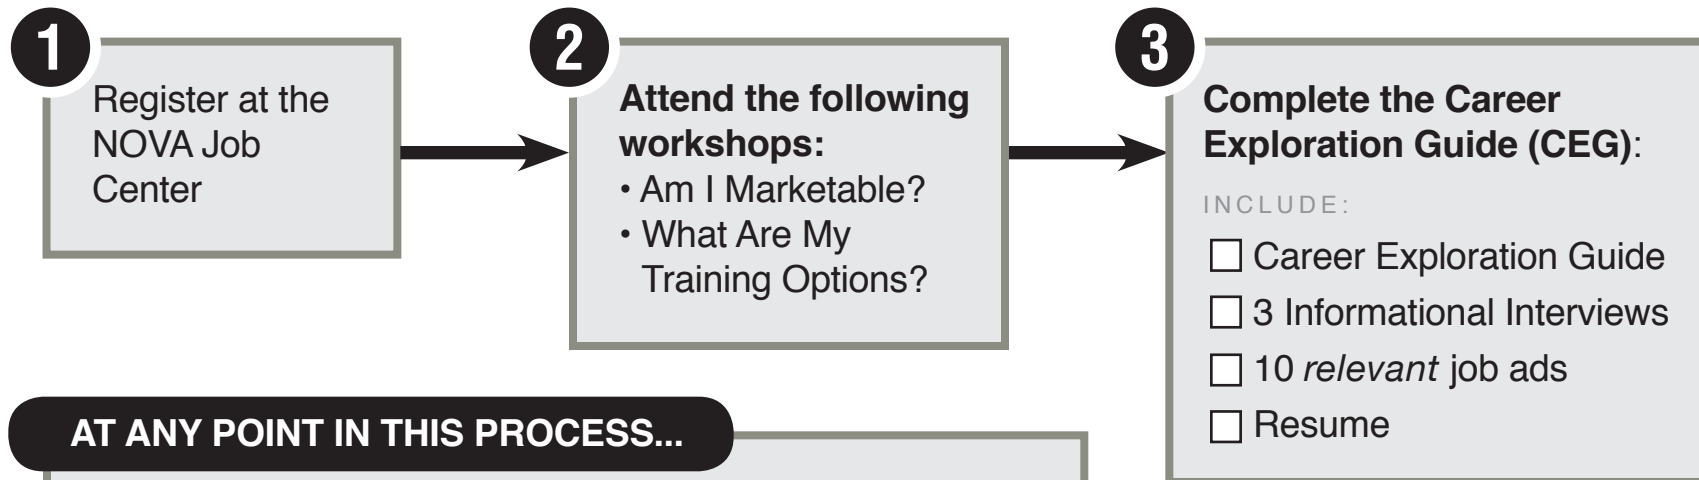 1
Register at the
NOVA Job
Center
2
Attend the following
workshops:
• Am I Marketable?
• What Are My
Training Options?
3
Complete the Career
Exploration Guide (CEG):
INCLUDE:
Career Exploration Guide
3 Informational Interviews
10 relevant job ads
Resume
AT ANY POINT IN THIS PROCESS...